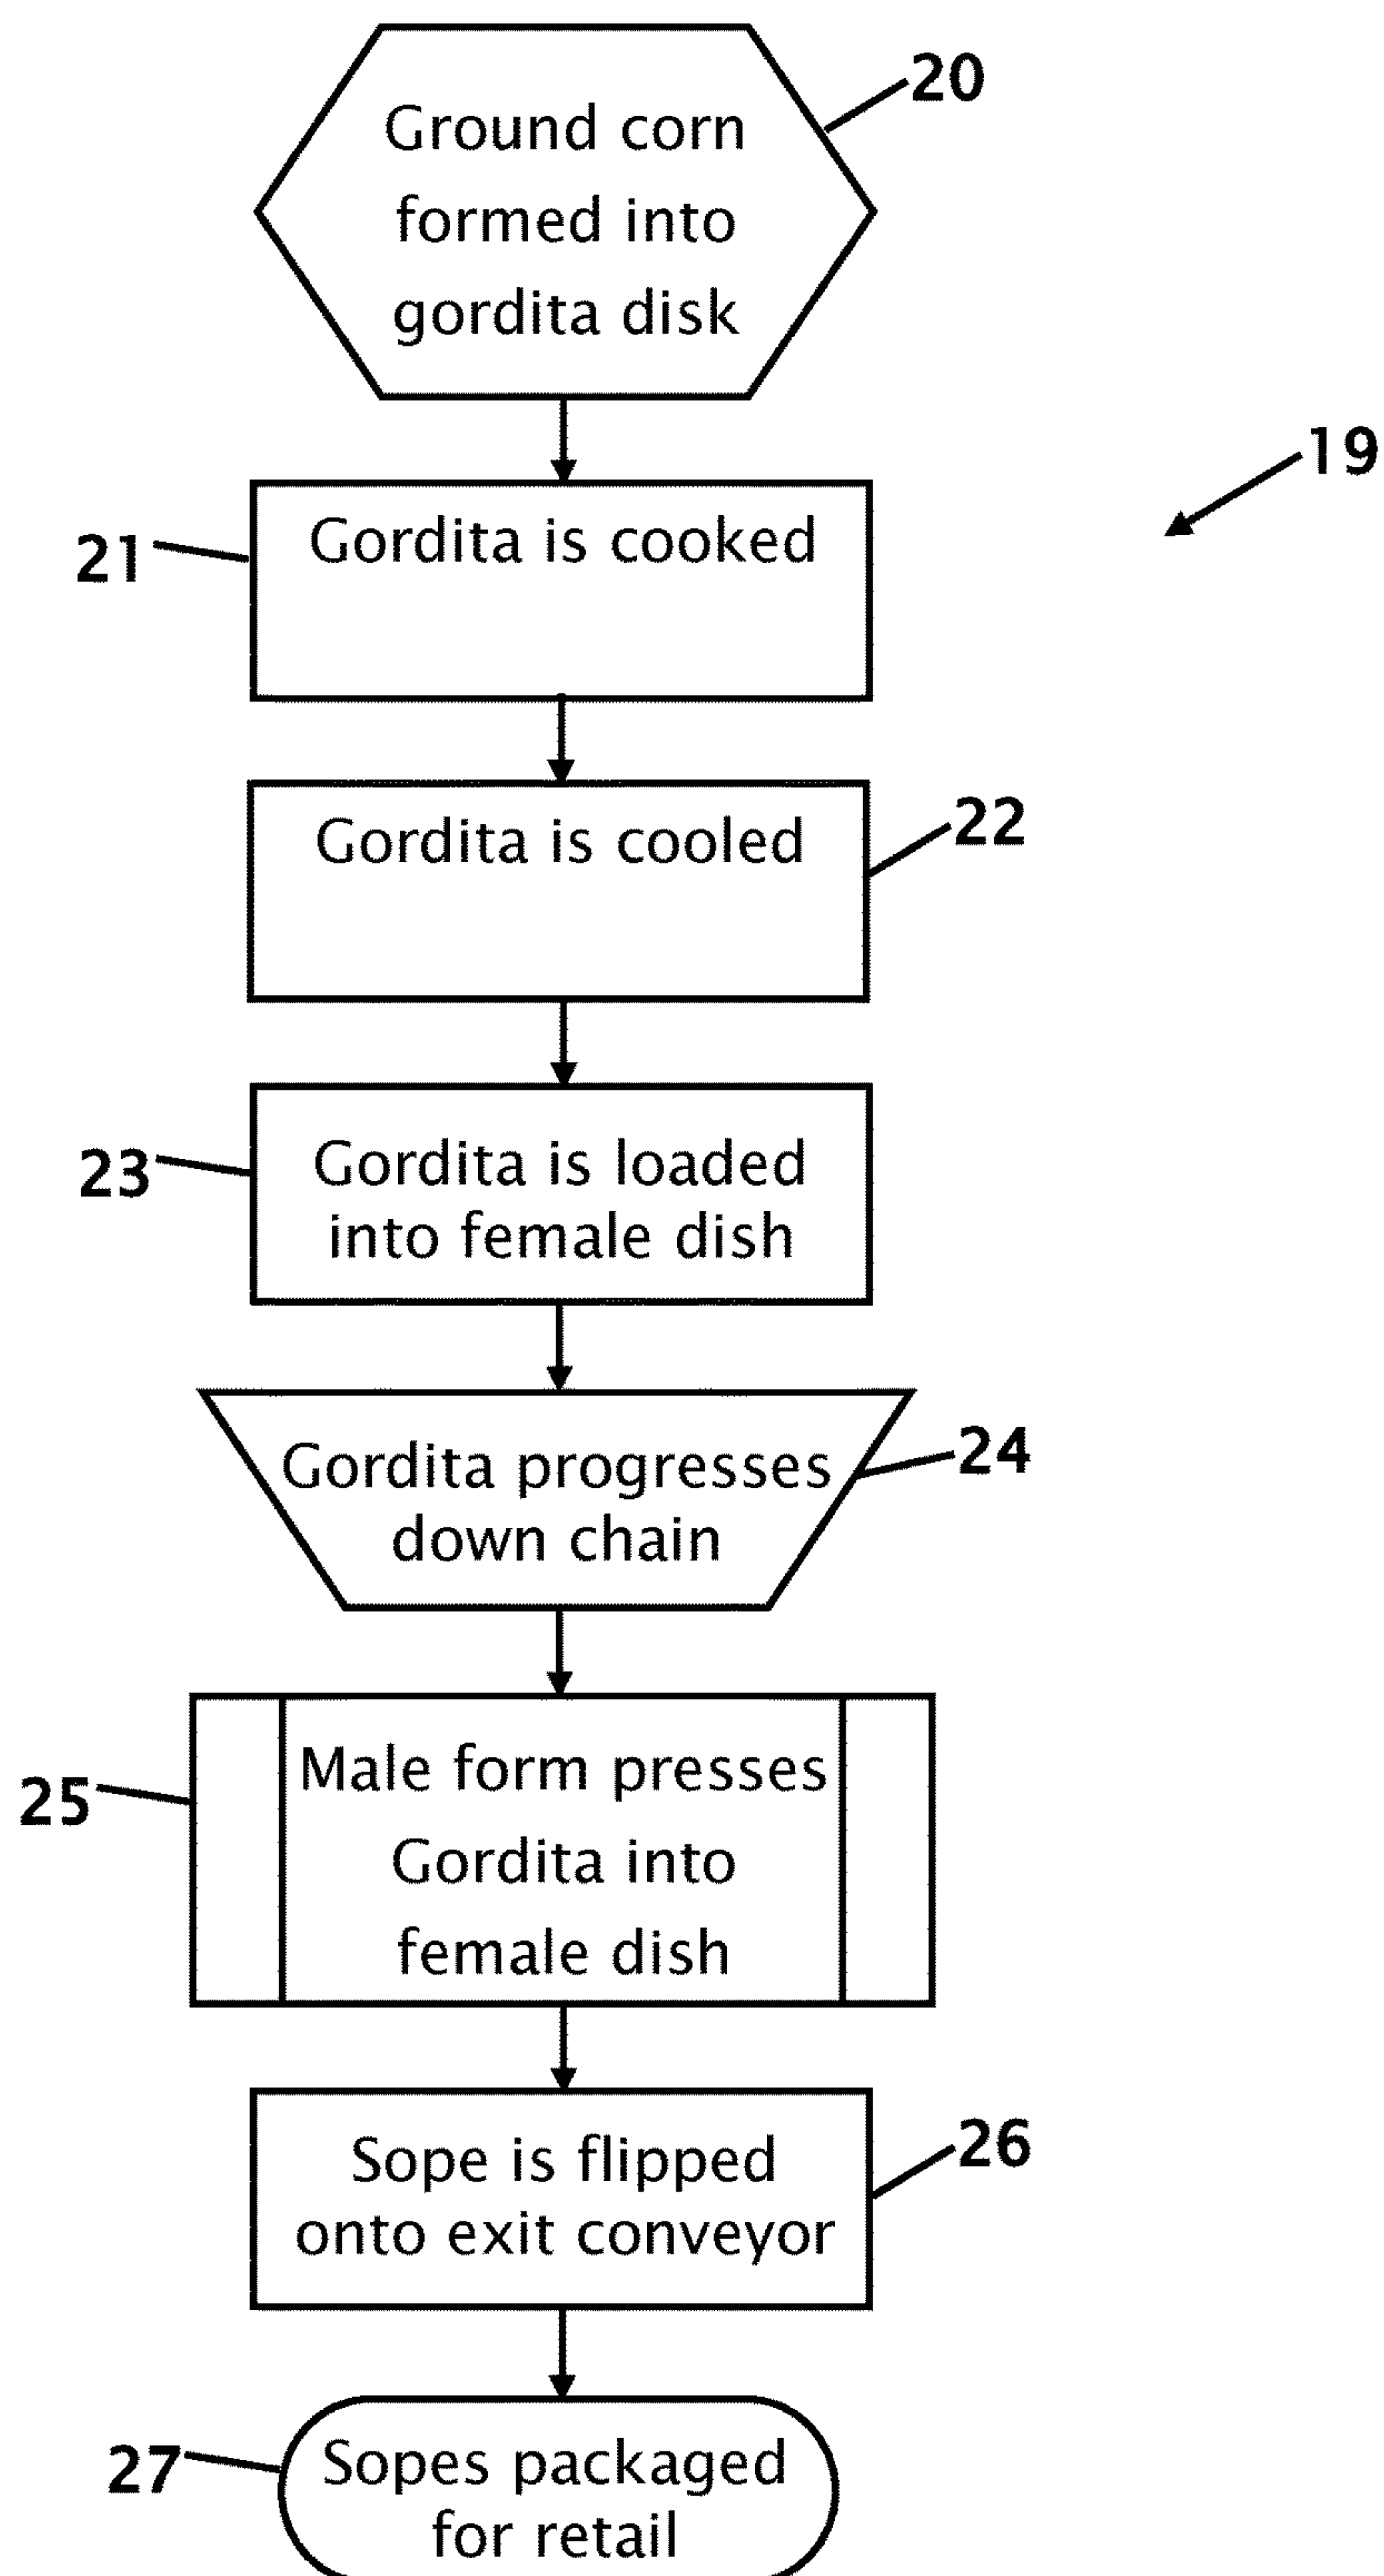 Ground corn
formed into
gordita disk
20
19
Gordita is cooked
21
Gordita is cooled
22
Gordita is loaded
into female dish
23
Gordita progresses
down chain
24
Male form presses
Gordita into
female dish
25
Sope is flipped
onto exit conveyor
26
Sopes packaged
for retail
27